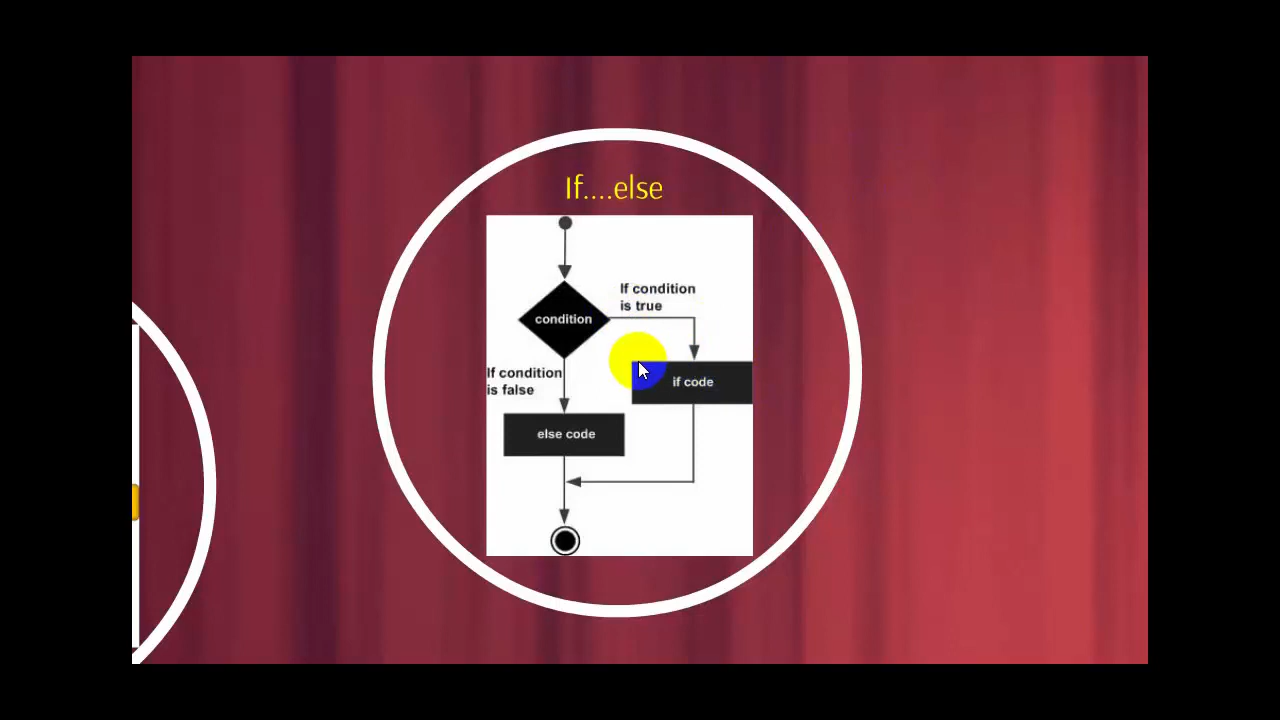 If....else
If condition
is true
condition
If condition
is false
if code
else code